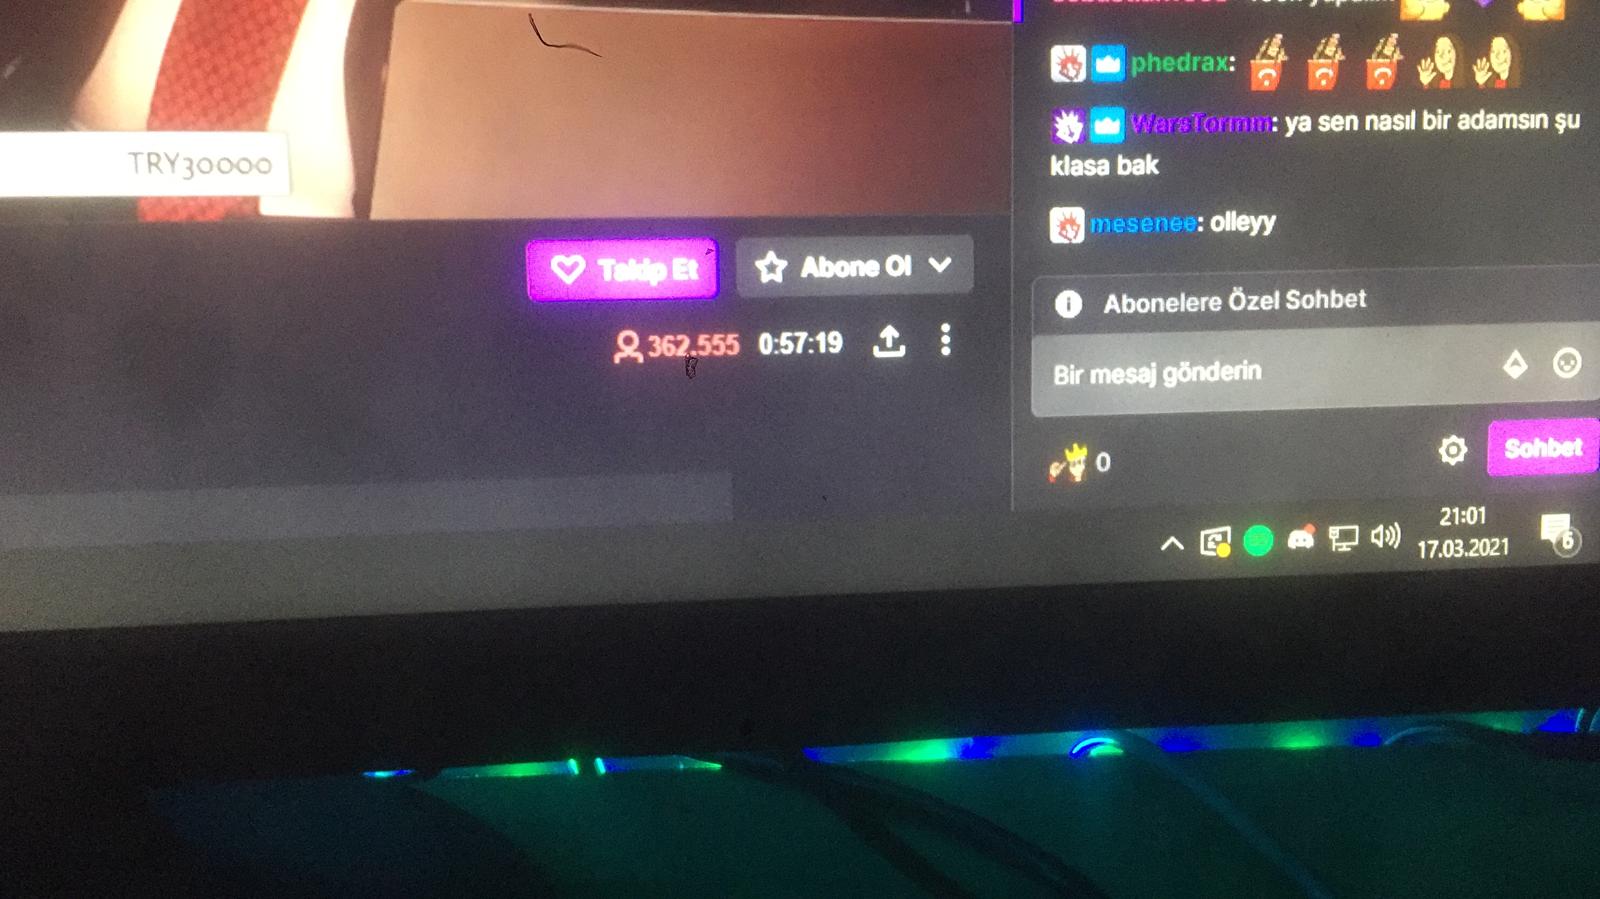 phedrax:
WarsTormm: ya sen nasıl bir adamsın şu
klasa bak
mesenee: olleyy
TRY30000
Takip Et
Abone Ol
362.555 0:57:19
Abonelere Özel Sohbet
Bir mesaj gönderin
0
Sohbet
21:01
17.03.2021
6